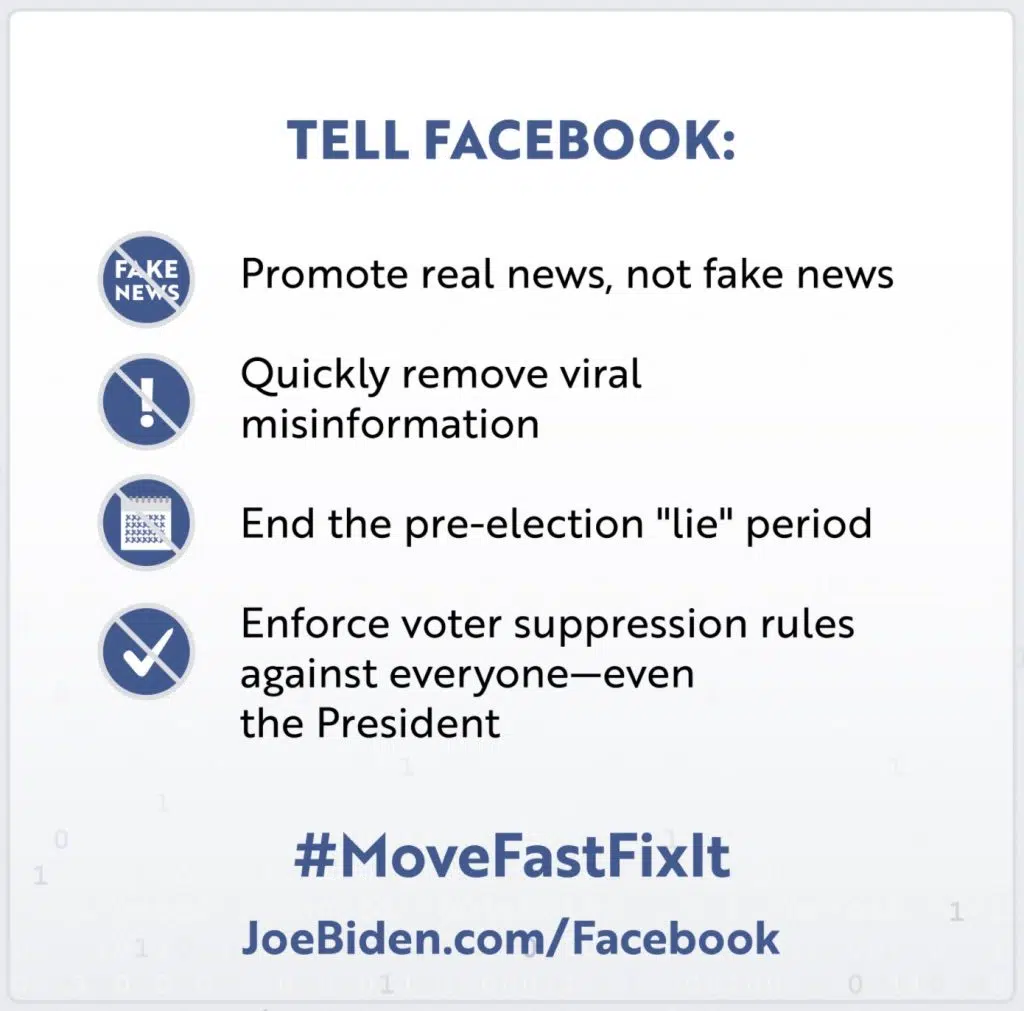 TELL FACEBOOK:
FAKE
NEWS
Promote real news, not fake news
!
Quickly remove viral
misinformation
End the pre-election "lie" period
Enforce voter suppression rules
against everyone—even
the President
#MoveFastFixIt
JoeBiden.com/Facebook